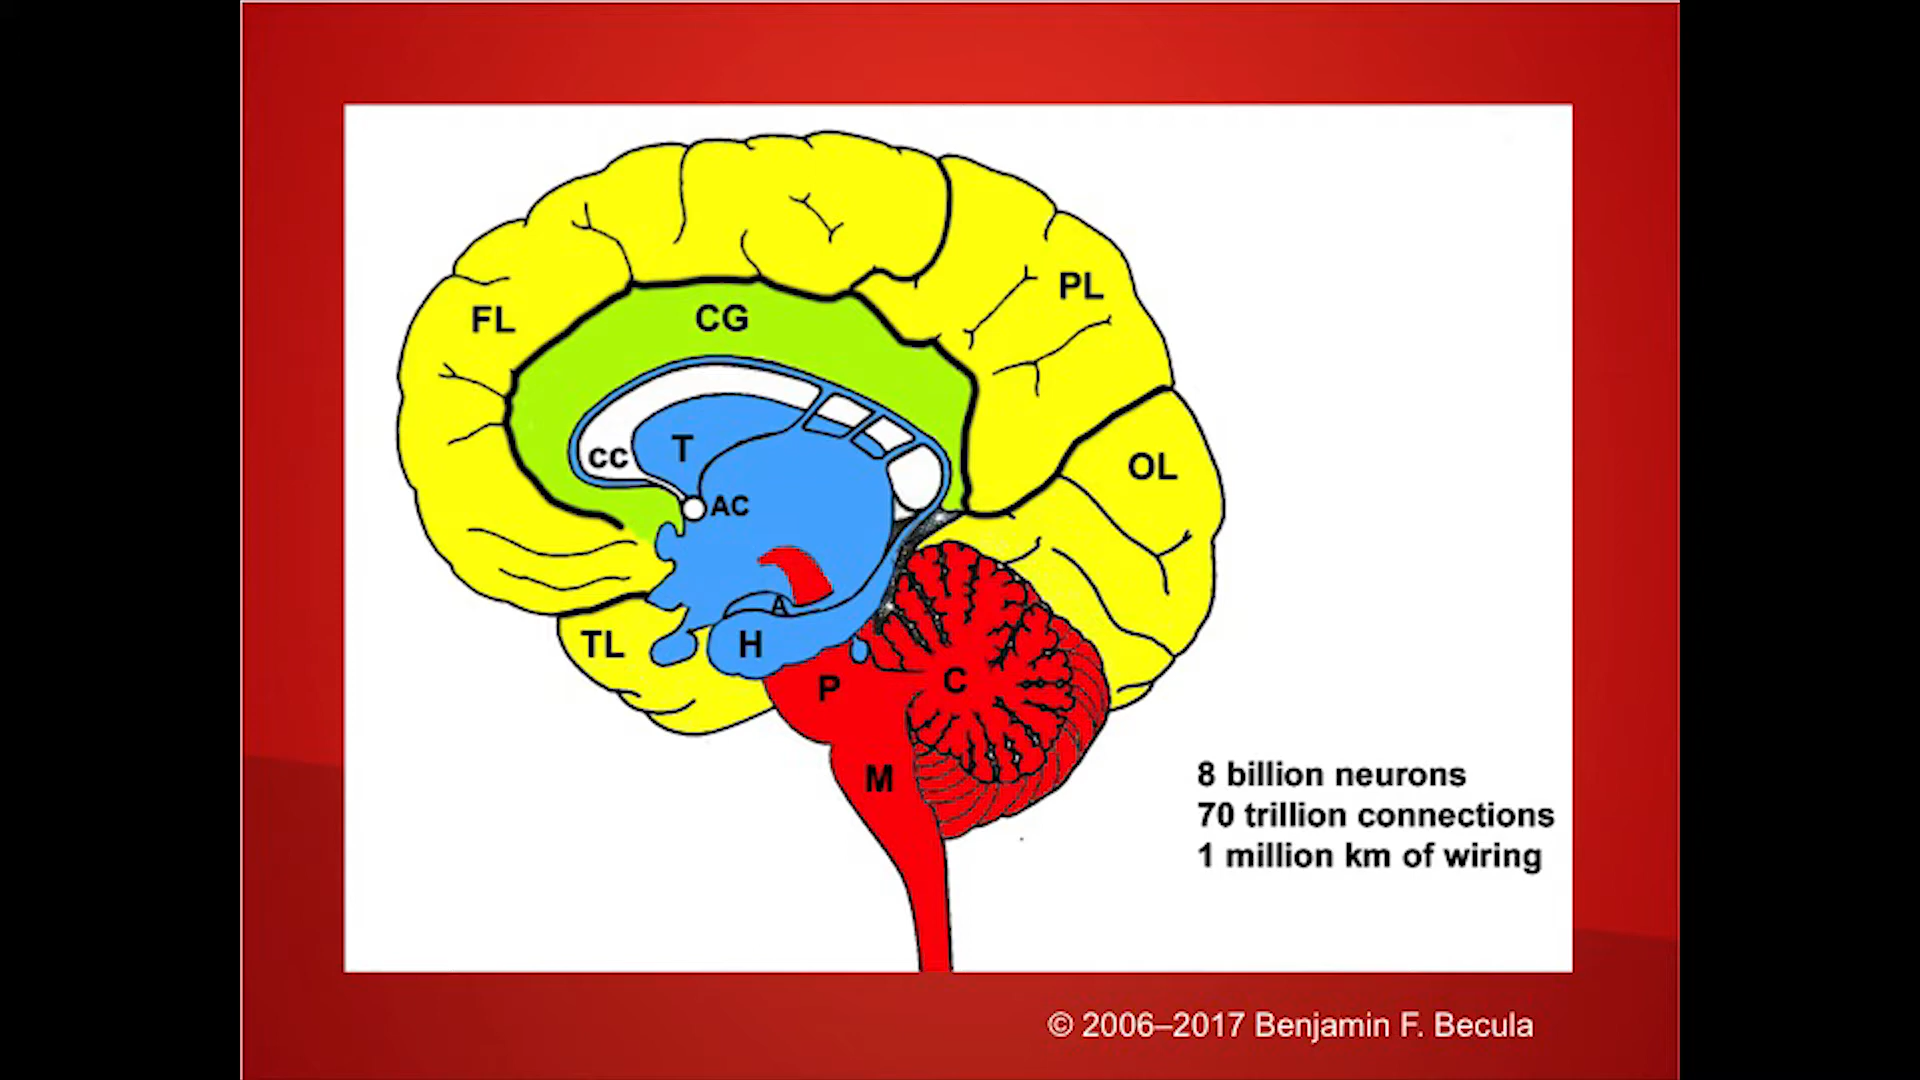 FL
CG
PL
OL
cc
T
AC
A
TL
H
P
C
M
8 billion neurons
70 trillion connections
1 million km of wiring
© 2006–2017 Benjamin F. Becula